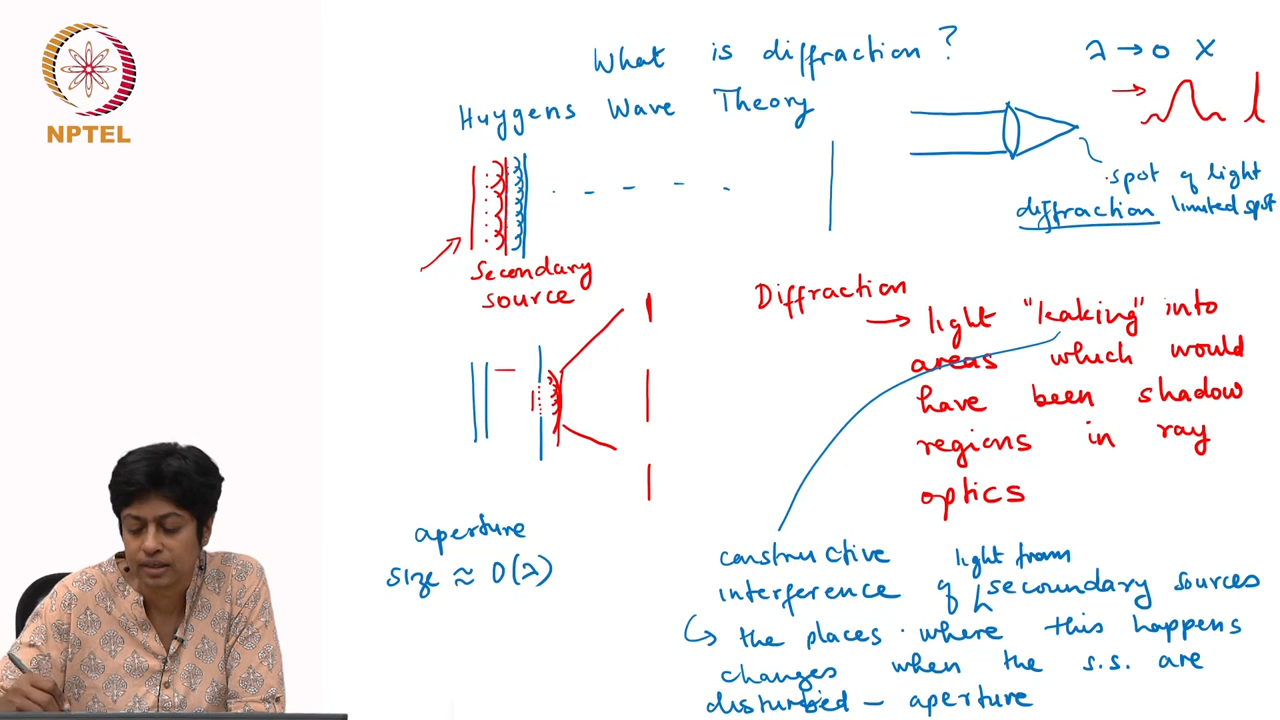 NPTEL
What is diffraction?
λ → 0 X
Huygens Wave Theory
spot of light
diffraction limited spot
Secondary
source
Diffraction
→ light "leaking" into
areas which would
have been shadow
regions in ray
optics
aperture
size ≈ O(λ)
constructive light from
interference of secoundary sources
↳ the places where this happens
changes when the s.s. are
disturbed - aperture